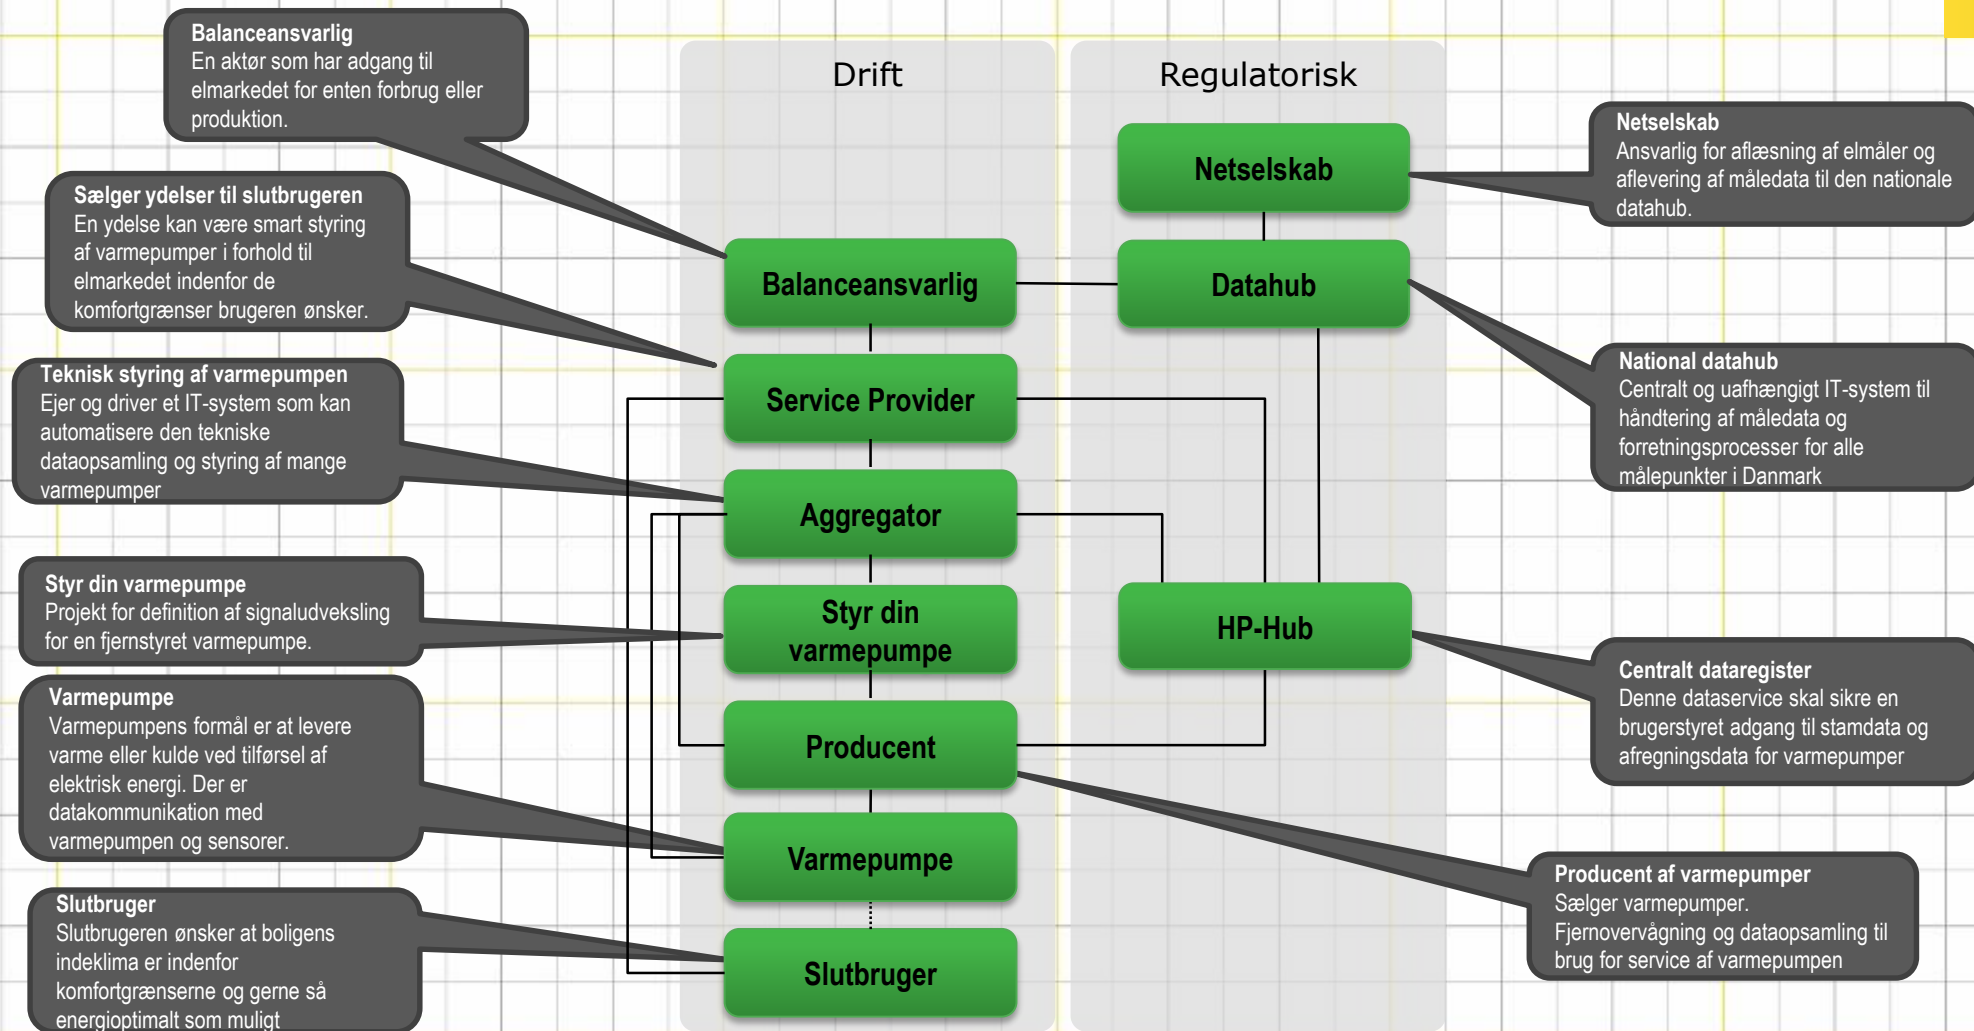 Balanceansvarlig
En aktør som har adgang til
elmarkedet for enten forbrug eller
produktion.
Sælger ydelser til slutbrugeren
En ydelse kan være smart styring
af varmepumper i forhold til
elmarkedet indenfor de
komfortgrænser brugeren ønsker.
Teknisk styring af varmepumpen
Ejer og driver et IT-system som kan
automatisere den tekniske
dataopsamling og styring af mange
varmepumper
Styr din varmepumpe
Projekt for definition af signaludveksling
for en fjernstyret varmepumpe.
Varmepumpe
Varmepumpens formål er at levere
varme eller kulde ved tilførsel af
elektrisk energi. Der er
datakommunikation med
varmepumpen og sensorer.
Slutbruger
Slutbrugeren ønsker at boligens
indeklima er indenfor
komfortgrænserne og gerne så
energioptimalt som muligt
Drift
Balanceansvarlig
Service Provider
Aggregator
Styr din
varmepumpe
Producent
Varmepumpe
Slutbruger
Regulatorisk
Netselskab
Datahub
HP-Hub
Netselskab
Ansvarlig for aflæsning af elmåler og
aflevering af måledata til den nationale
datahub.
National datahub
Centralt og uafhængigt IT-system til
håndtering af måledata og
forretningsprocesser for alle
målepunkter i Danmark
Centralt dataregister
Denne dataservice skal sikre en
brugerstyret adgang til stamdata og
afregningsdata for varmepumper
Producent af varmepumper
Sælger varmepumper.
Fjernovervågning og dataopsamling til
brug for service af varmepumpen